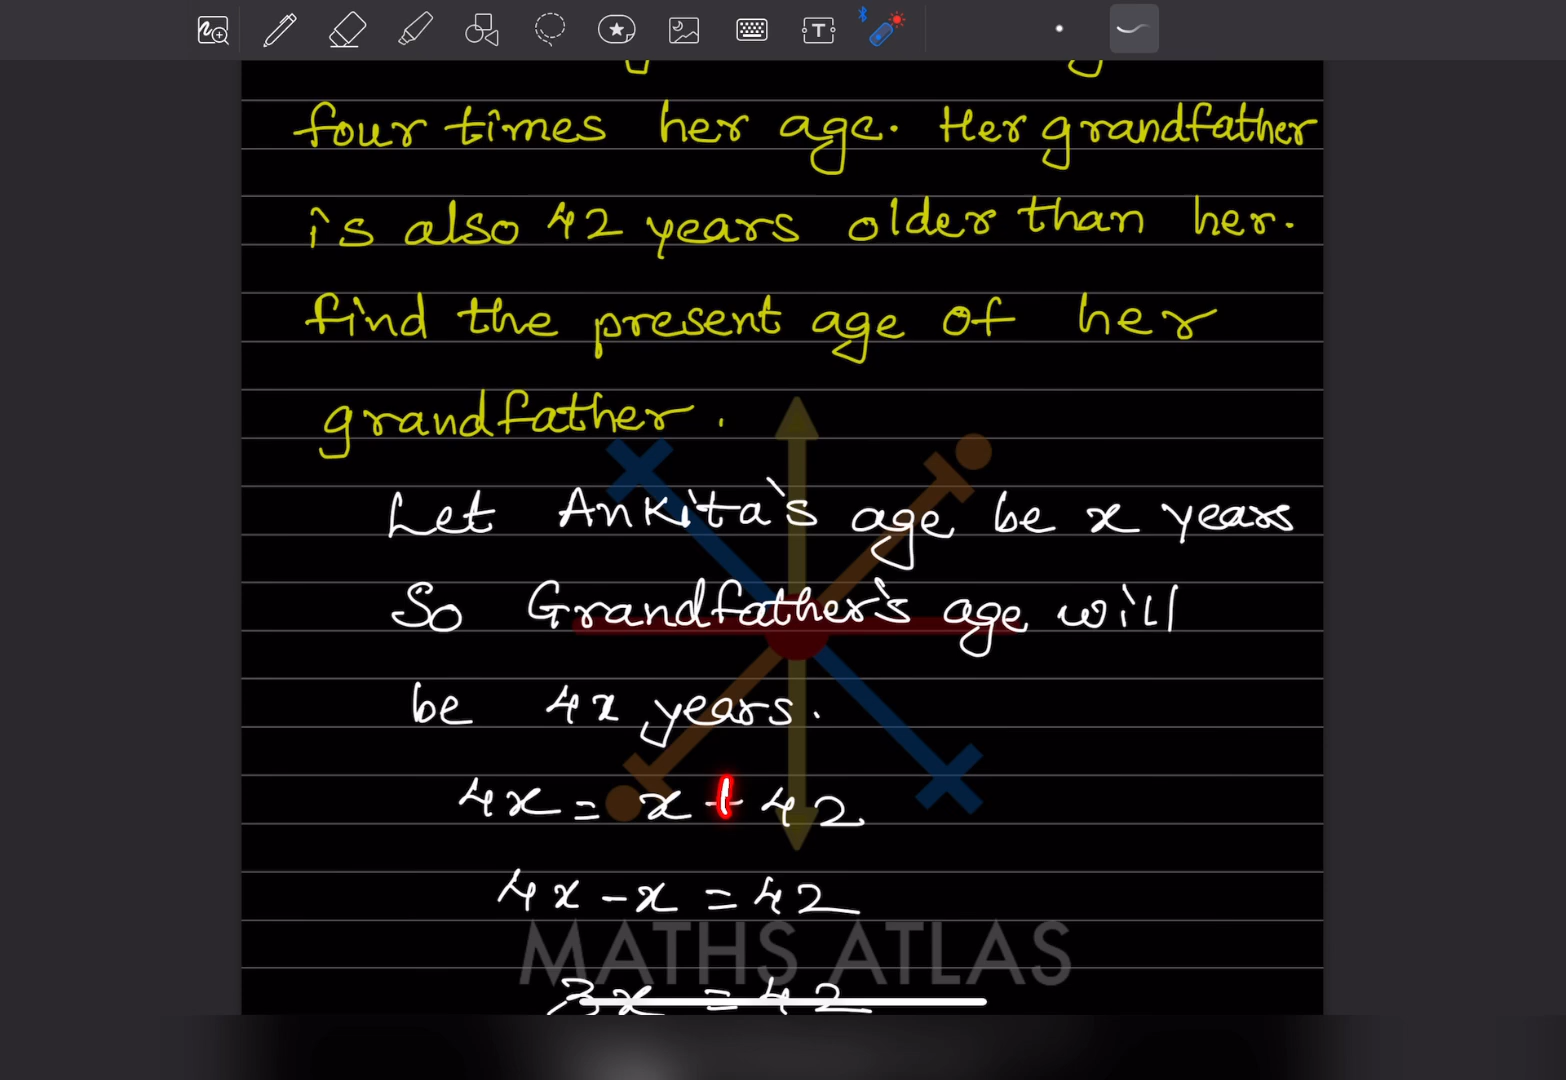 four times her age. Her grandfather
is also 42 years older than her.
find the present age of her
grandfather.
Let Ankita's age be x years
So Grandfather's age will
be 4x years.
4x = x + 42
4x - x = 42
MATHS ATLAS
3x = 42